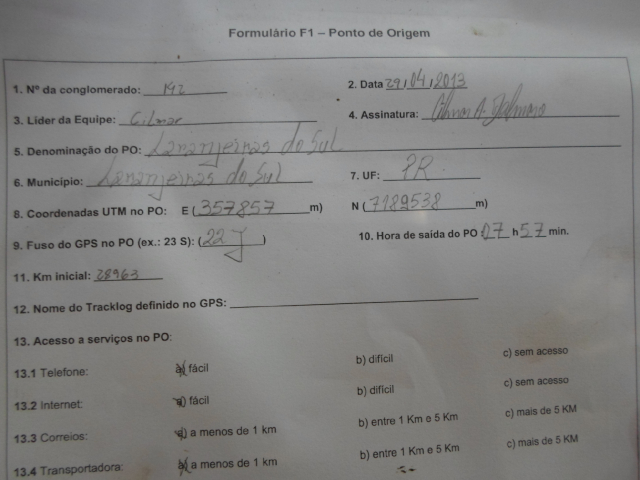 Formulário F1 – Ponto de Origem
1. Nº da conglomerado: 142 2. Data 29/04/2013
3. Líder da Equipe: Gilmar 4. Assinatura: Gilmar A.
5. Denominação do PO: Laranjeiras do Sul
6. Município: Laranjeiras do Sul 7. UF: PR
8. Coordenadas UTM no PO: E (357857 m) N (7189538 m)
9. Fuso do GPS no PO (ex.: 23 S): (22 J) 10. Hora de saída do PO 07 h 57 min.
11. Km inicial: 28963
12. Nome do Tracklog definido no GPS:
13. Acesso a serviços no PO:
13.1 Telefone: a) fácil b) difícil c) sem acesso
13.2 Internet: a) fácil b) difícil c) sem acesso
13.3 Correios: a) a menos de 1 km b) entre 1 Km e 5 Km c) mais de 5 KM
13.4 Transportadora: a) a menos de 1 km b) entre 1 Km e 5 Km c) mais de 5 KM